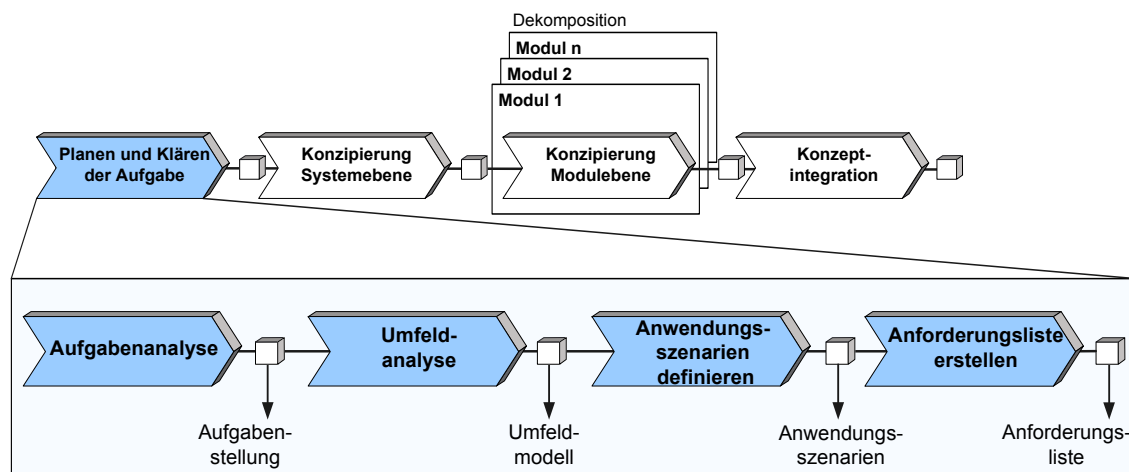 Dekomposition
Modul n
Modul 2
Modul 1
Planen und Klären
der Aufgabe
Konzipierung
Systemebene
Konzipierung
Modulebene
Konzept-
integration
Aufgabenanalyse
Umfeld-
analyse
Anwendungs-
szenarien
definieren
Anforderungsliste
erstellen
Aufgaben-
stellung
Umfeld-
modell
Anwendungs-
szenarien
Anforderungs-
liste